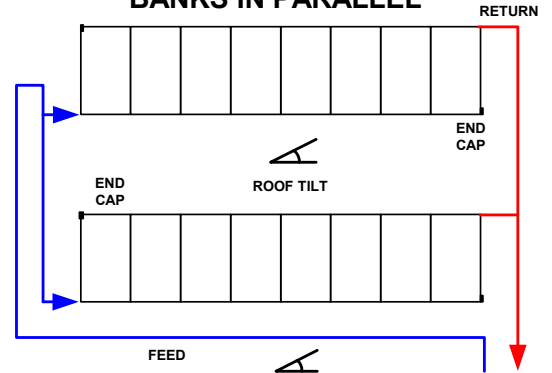 BANKS IN PARALLEL
RETURN
END
CAP
END
CAP
ROOF TILT
FEED